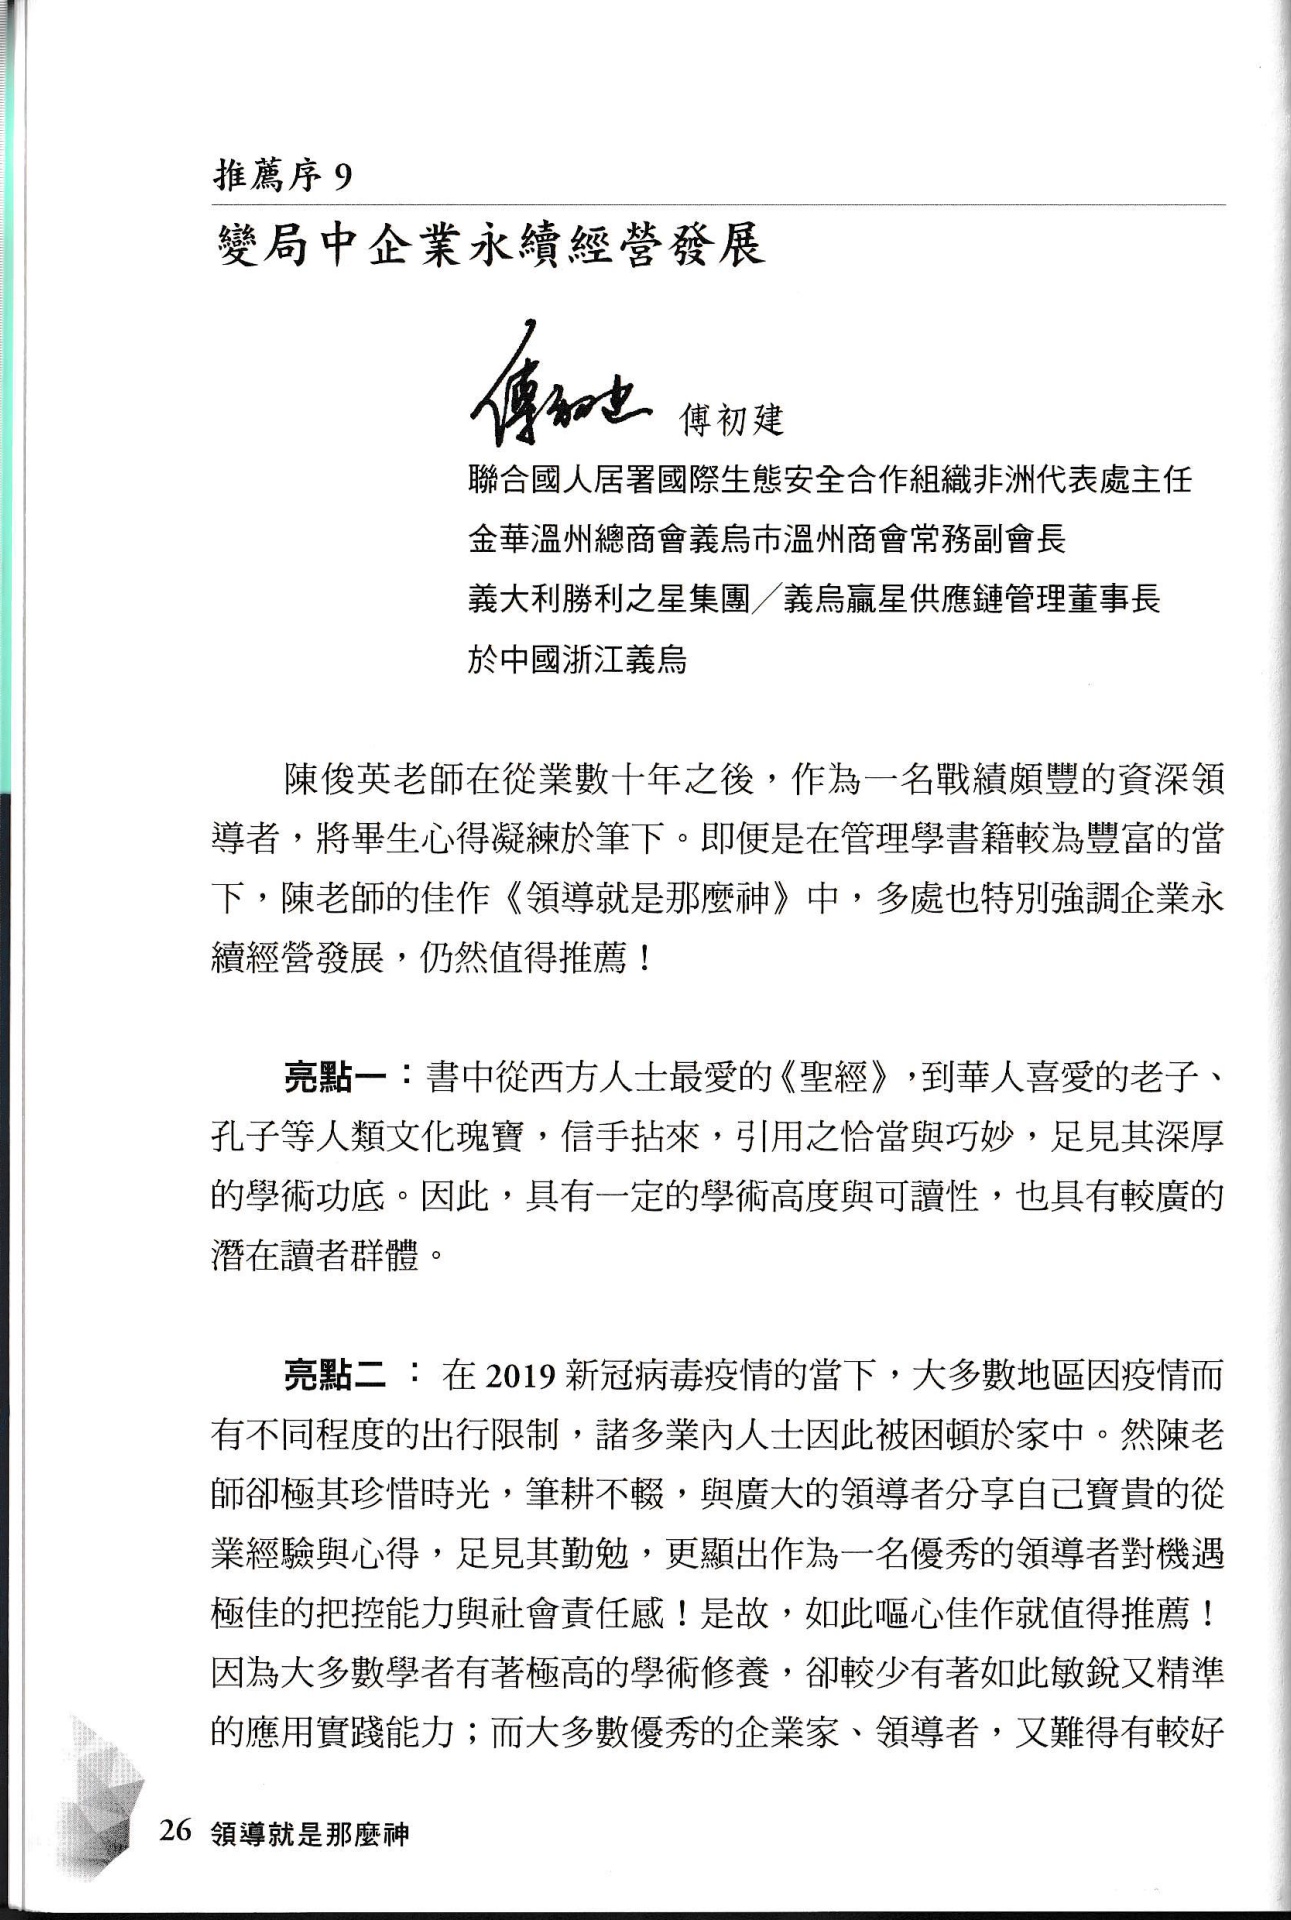 推薦序 9
變局中企業永續經營發展
傅初建 傅初建
聯合國人居署國際生態安全合作組織非洲代表處主任
金華溫州總商會義烏市溫州商會常務副會長
義大利勝利之星集團／義烏贏星供應鏈管理董事長
於中國浙江義烏
陳俊英老師在從業數十年之後，作為一名戰績頗豐的資深領
導者，將畢生心得凝練於筆下。即便是在管理學書籍較為豐富的當
下，陳老師的佳作《領導就是那麼神》中，多處也特別強調企業永
續經營發展，仍然值得推薦！
亮點一：書中從西方人士最愛的《聖經》，到華人喜愛的老子、
孔子等人類文化瑰寶，信手拈來，引用之恰當與巧妙，足見其深厚
的學術功底。因此，具有一定的學術高度與可讀性，也具有較廣的
潛在讀者群體。
亮點二 ： 在 2019 新冠病毒疫情的當下，大多數地區因疫情而
有不同程度的出行限制，諸多業內人士因此被困頓於家中。然陳老
師卻極其珍惜時光，筆耕不輟，與廣大的領導者分享自己寶貴的從
業經驗與心得，足見其勤勉，更顯出作為一名優秀的領導者對機遇
極佳的把控能力與社會責任感！是故，如此嘔心佳作就值得推薦！
因為大多數學者有著極高的學術修養，卻較少有著如此敏銳又精準
的應用實踐能力；而大多數優秀的企業家、領導者，又難得有較好
26 領導就是那麼神